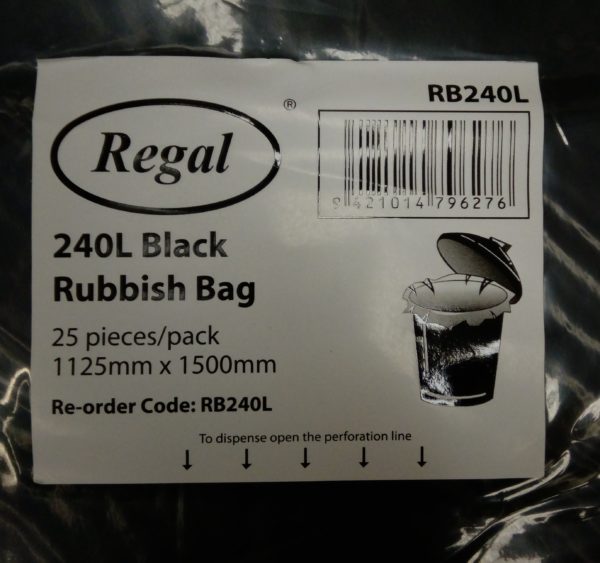 RB240L
®
Regal
9 421014 796276
240L Black
Rubbish Bag
25 pieces/pack
1125mm x 1500mm
Re-order Code: RB240L
To dispense open the perforation line